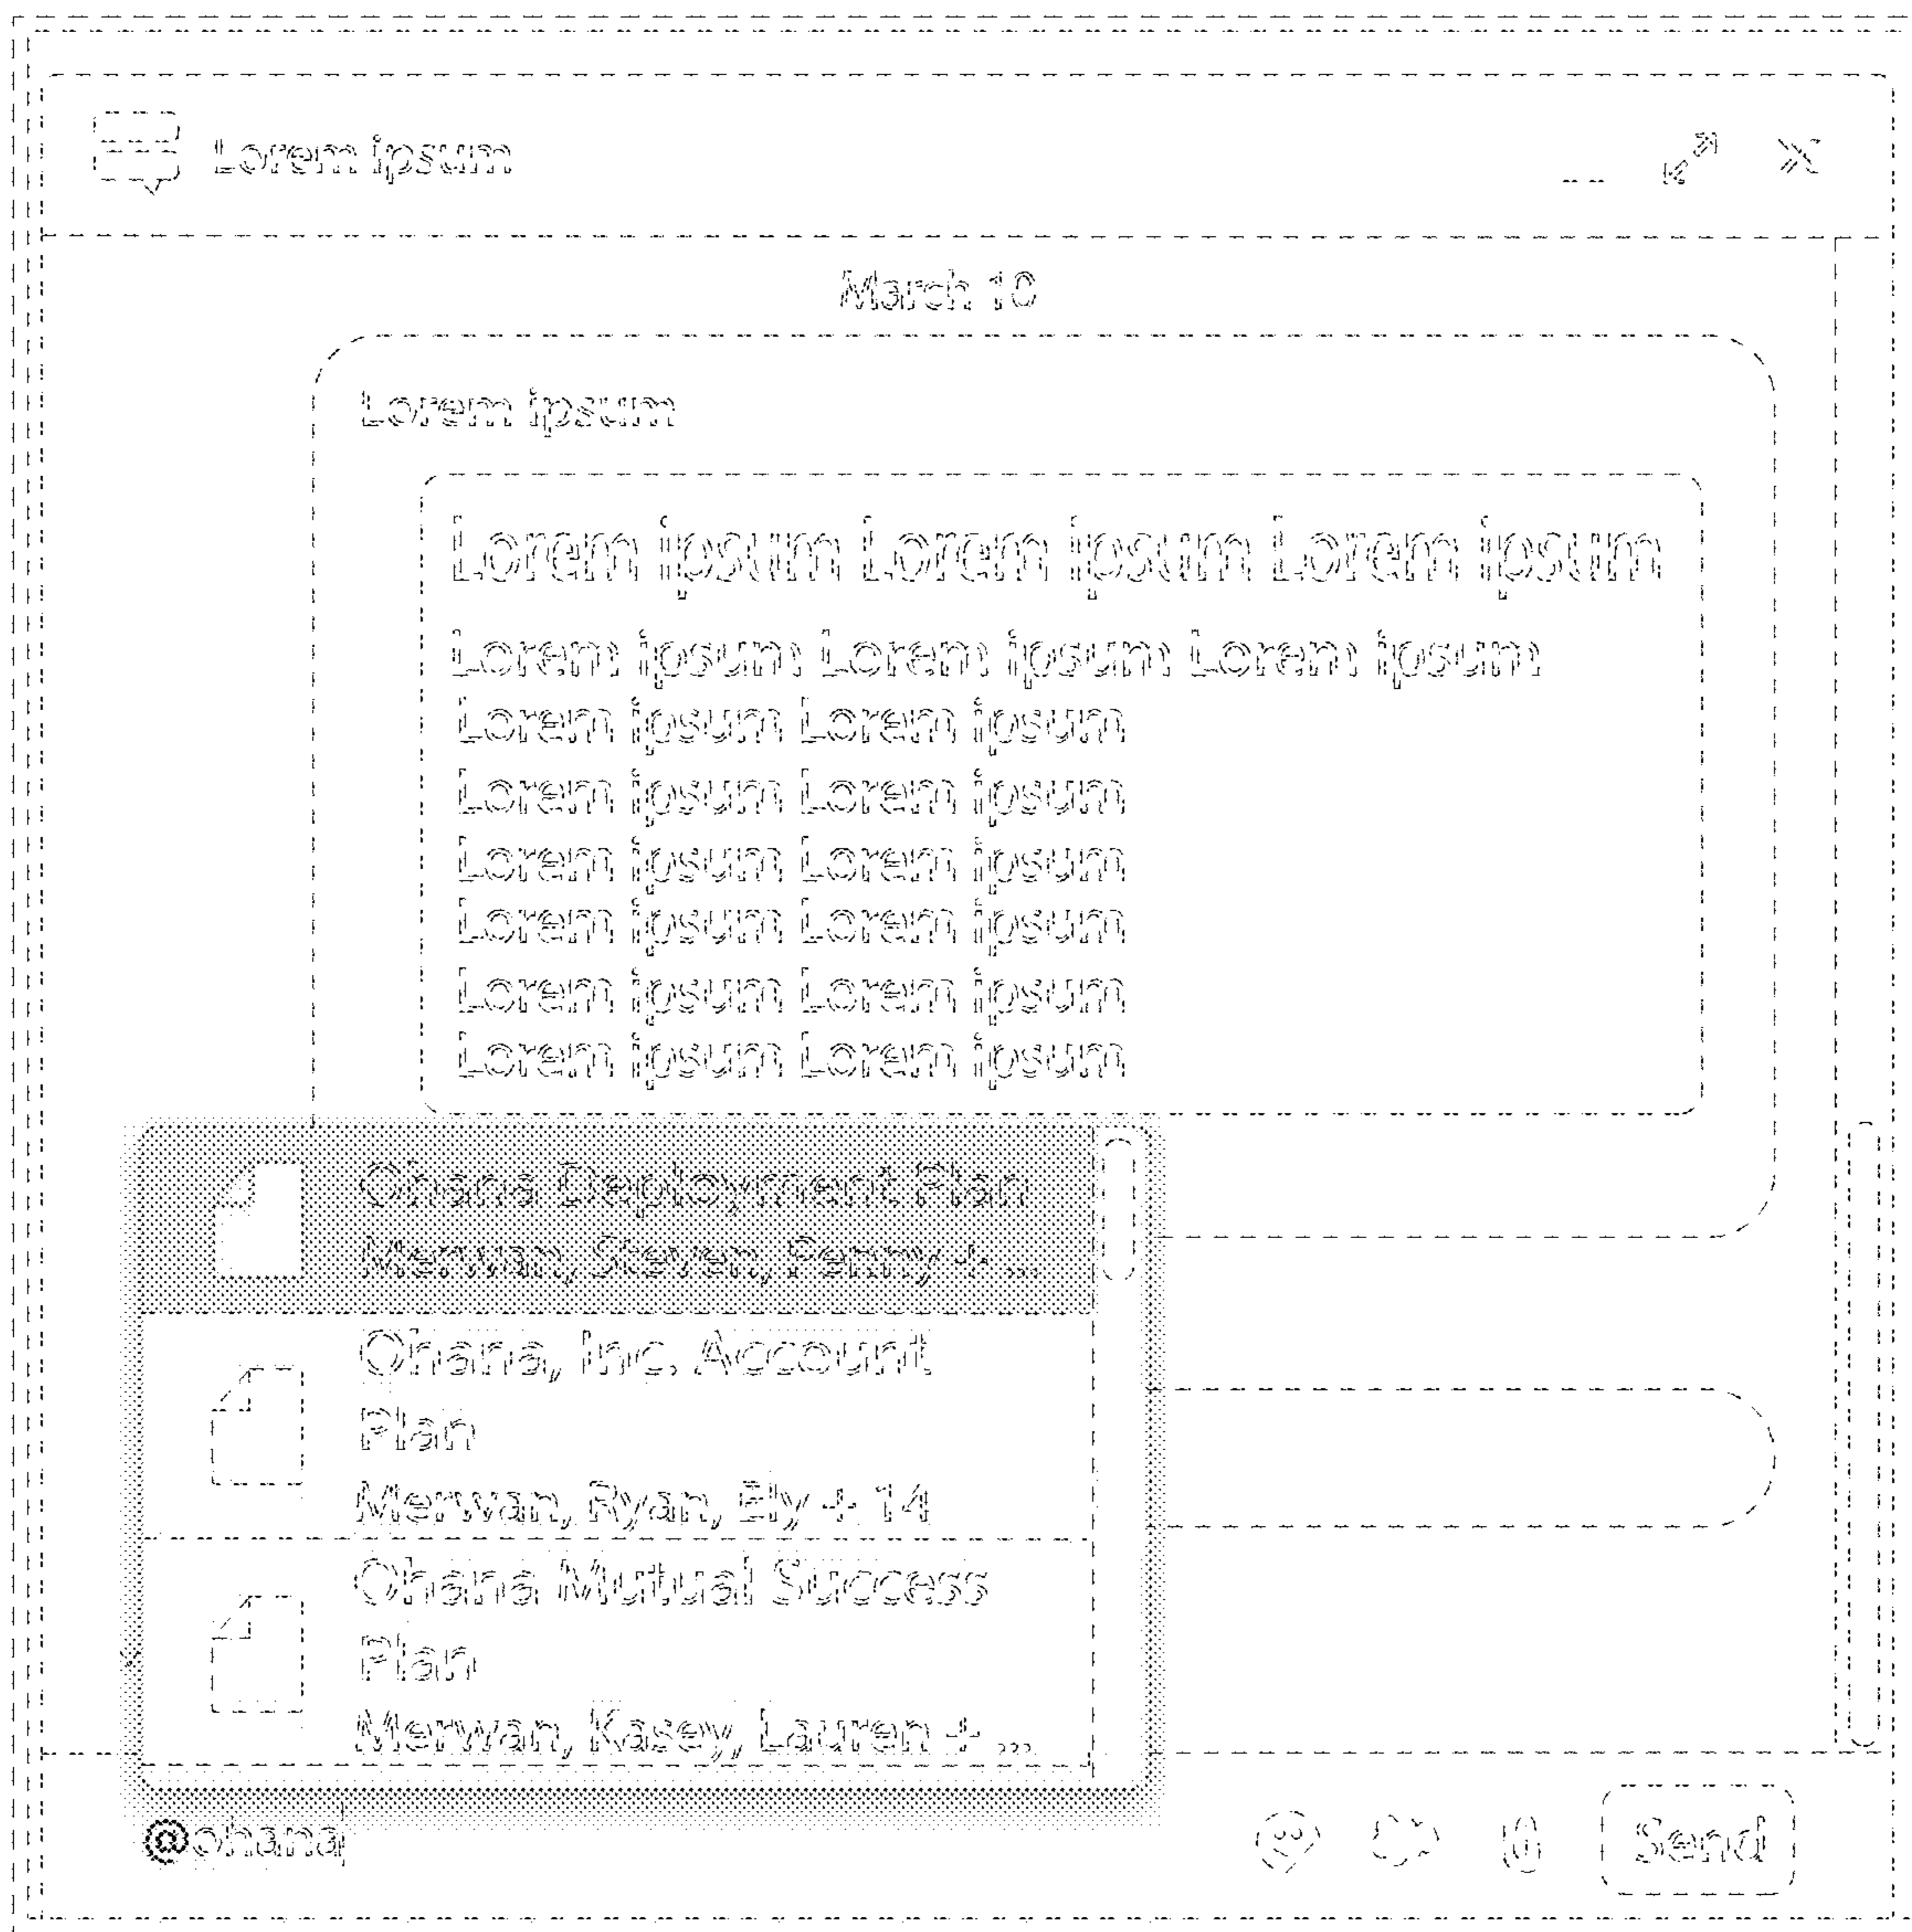 Lorem ipsum
March 10
Lorem ipsum
Lorem ipsum Lorem ipsum Lorem ipsum
Lorem ipsum Lorem ipsum Lorem ipsum
Lorem ipsum Lorem ipsum
Lorem ipsum Lorem ipsum
Lorem ipsum Lorem ipsum
Lorem ipsum Lorem ipsum
Lorem ipsum Lorem ipsum
Lorem ipsum Lorem ipsum
Ohana Deployment Plan
Merwan, Steven, Penny + ...
Ohana, Inc. Account
Plan
Merwan, Ryan, Ely + 14
Ohana Mutual Success
Plan
Merwan, Kasey, Lauren + ...
@ohana
Send